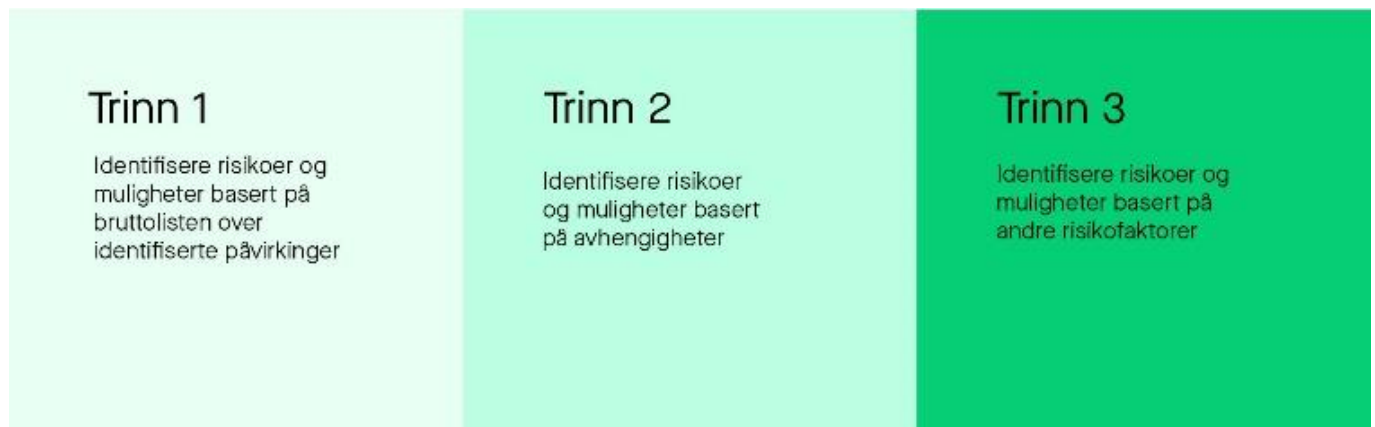 Trinn 1
Identifisere risikoer og
muligheter basert på
bruttolisten over
identifiserte påvirkinger
Trinn 2
Identifisere risikoer
og muligheter basert
på avhengigheter
Trinn 3
Identifisere risikoer og
muligheter basert på
andre risikofaktorer